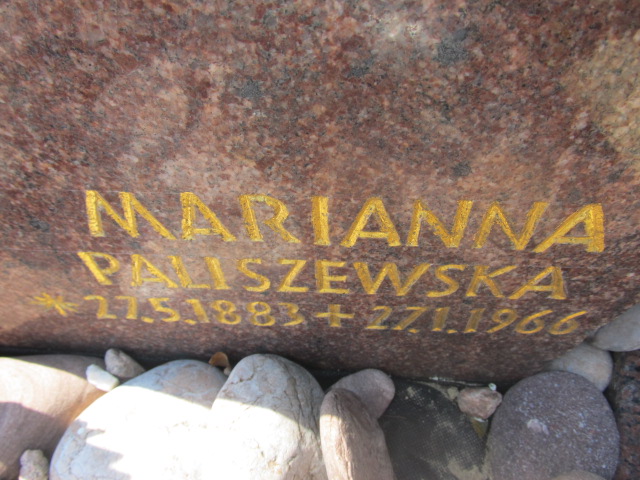 MARIANNA
PALISZEWSKA
* 27.5.1883 + 27.1.1966